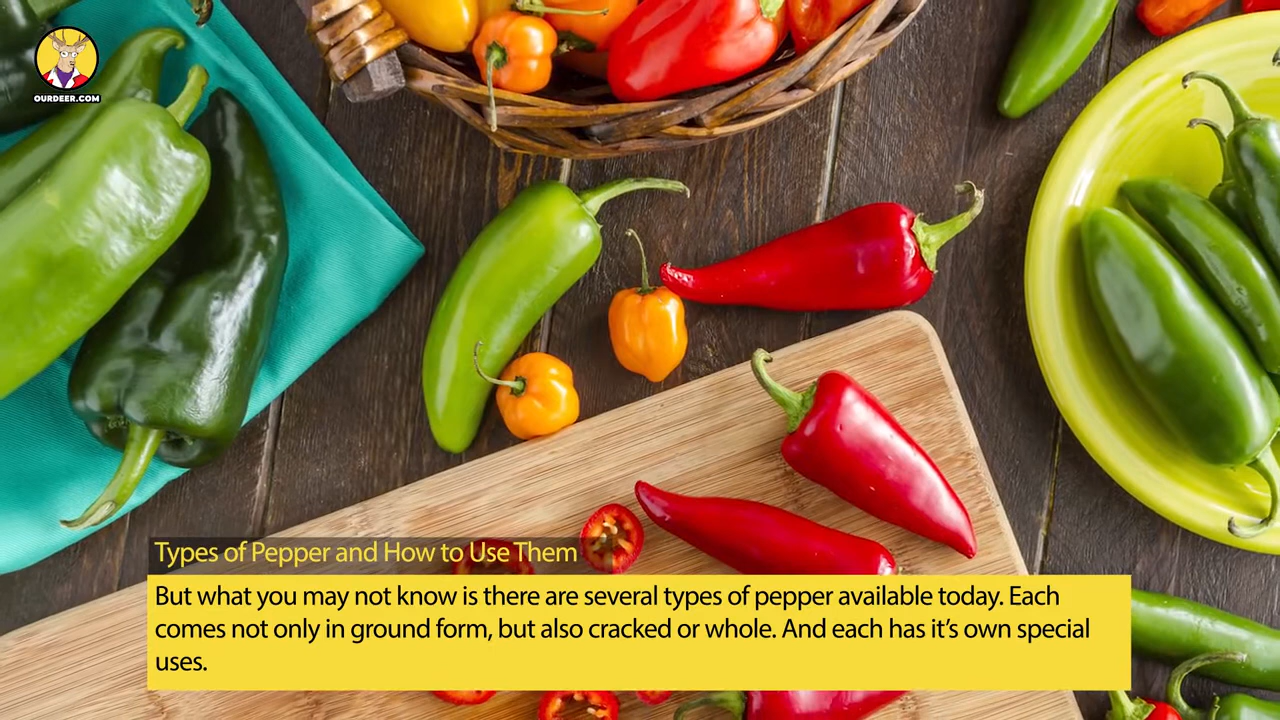 OURDEER.COM
Types of Pepper and How to Use Them
But what you may not know is there are several types of pepper available today. Each
comes not only in ground form, but also cracked or whole. And each has it’s own special
uses.